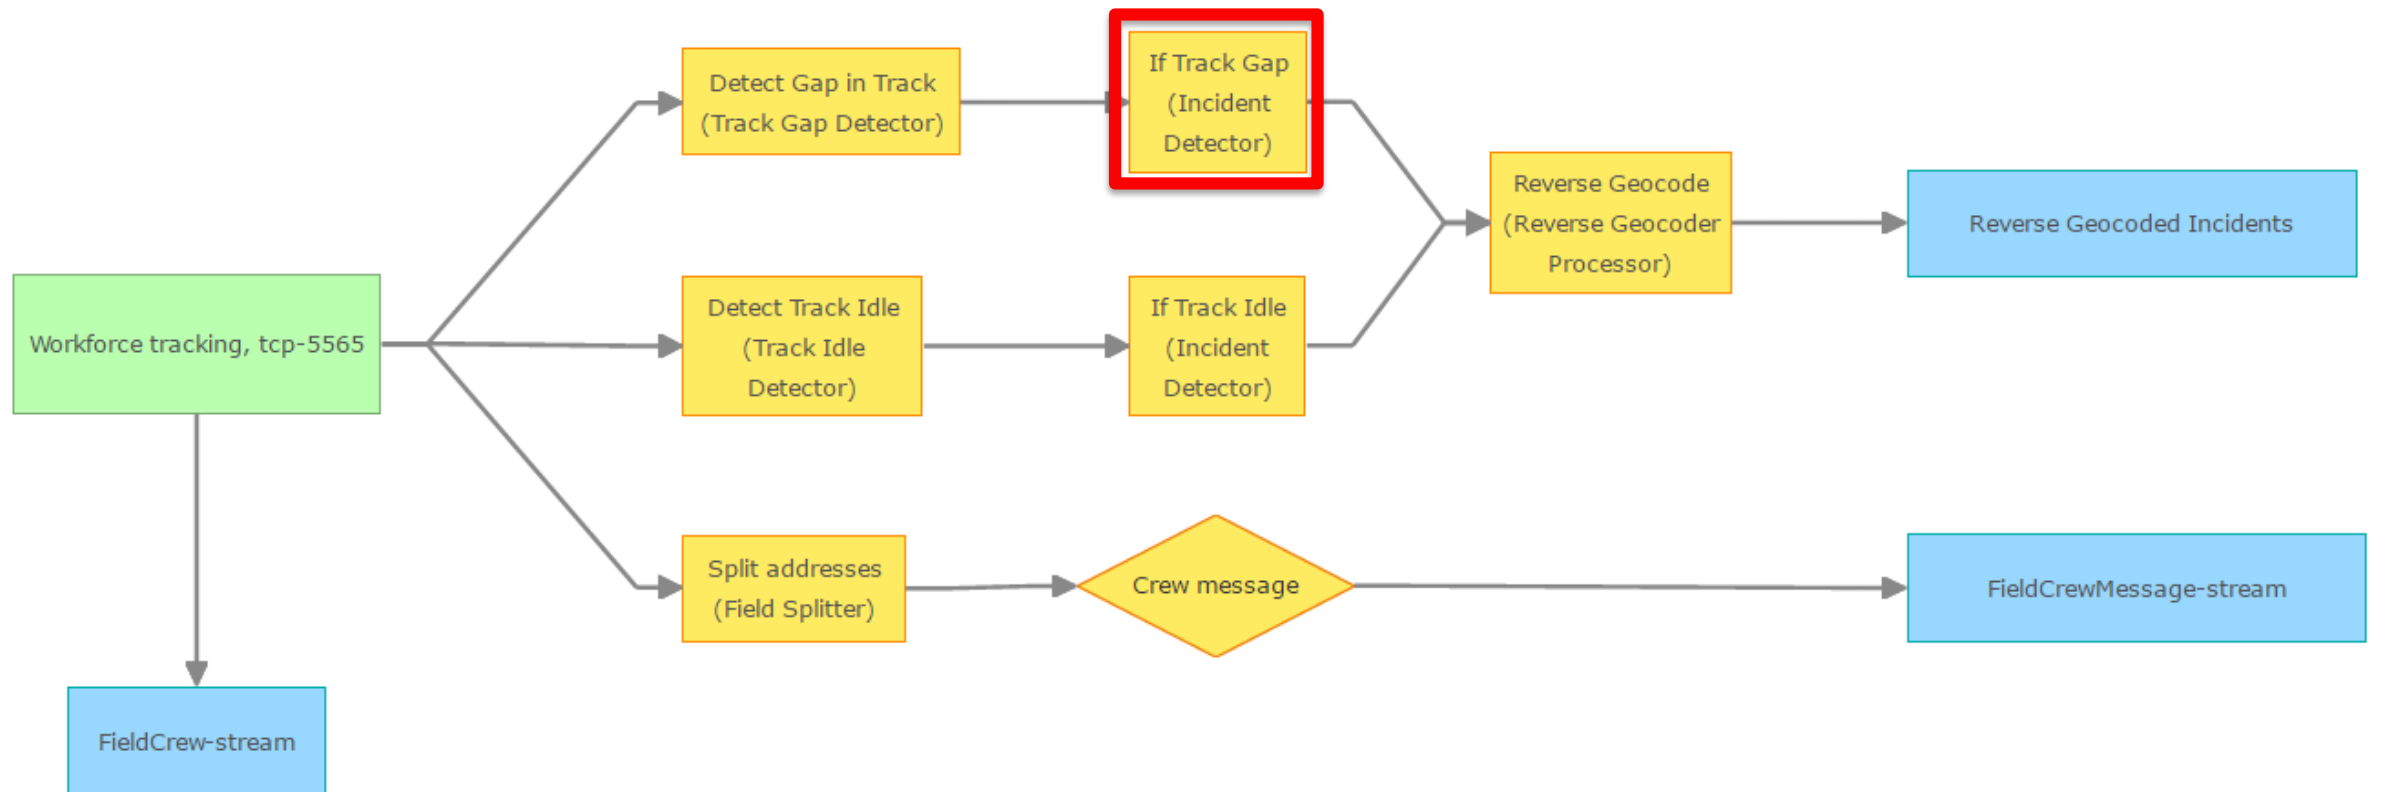 Detect Gap in Track
(Track Gap Detector)
If Track Gap
(Incident
Detector)
Reverse Geocode
(Reverse Geocoder
Processor)
Reverse Geocoded Incidents
Workforce tracking, tcp-5565
Detect Track Idle
(Track Idle
Detector)
If Track Idle
(Incident
Detector)
Split addresses
(Field Splitter)
Crew message
FieldCrewMessage-stream
FieldCrew-stream